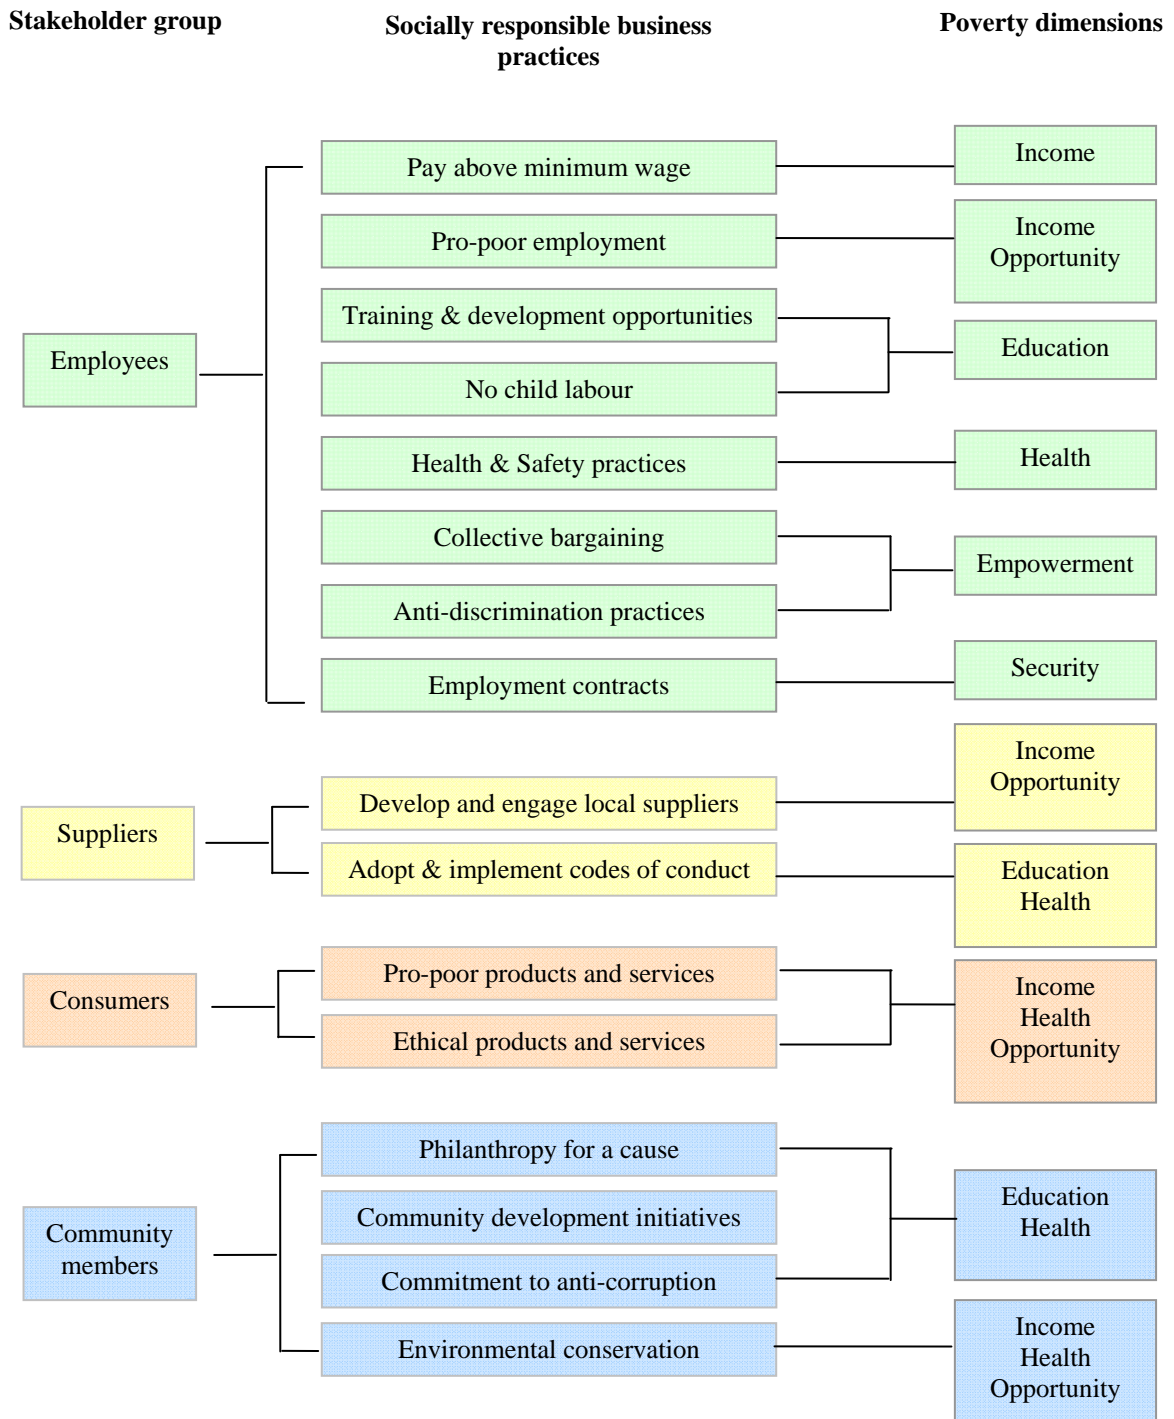 Stakeholder group
Socially responsible business
practices
Poverty dimensions
Employees
Pay above minimum wage
Income
Pro-poor employment
Income
Opportunity
Training & development opportunities
No child labour
Education
Health & Safety practices
Health
Collective bargaining
Anti-discrimination practices
Empowerment
Employment contracts
Security
Suppliers
Develop and engage local suppliers
Income
Opportunity
Adopt & implement codes of conduct
Education
Health
Consumers
Pro-poor products and services
Ethical products and services
Income
Health
Opportunity
Community
members
Philanthropy for a cause
Community development initiatives
Commitment to anti-corruption
Education
Health
Environmental conservation
Income
Health
Opportunity